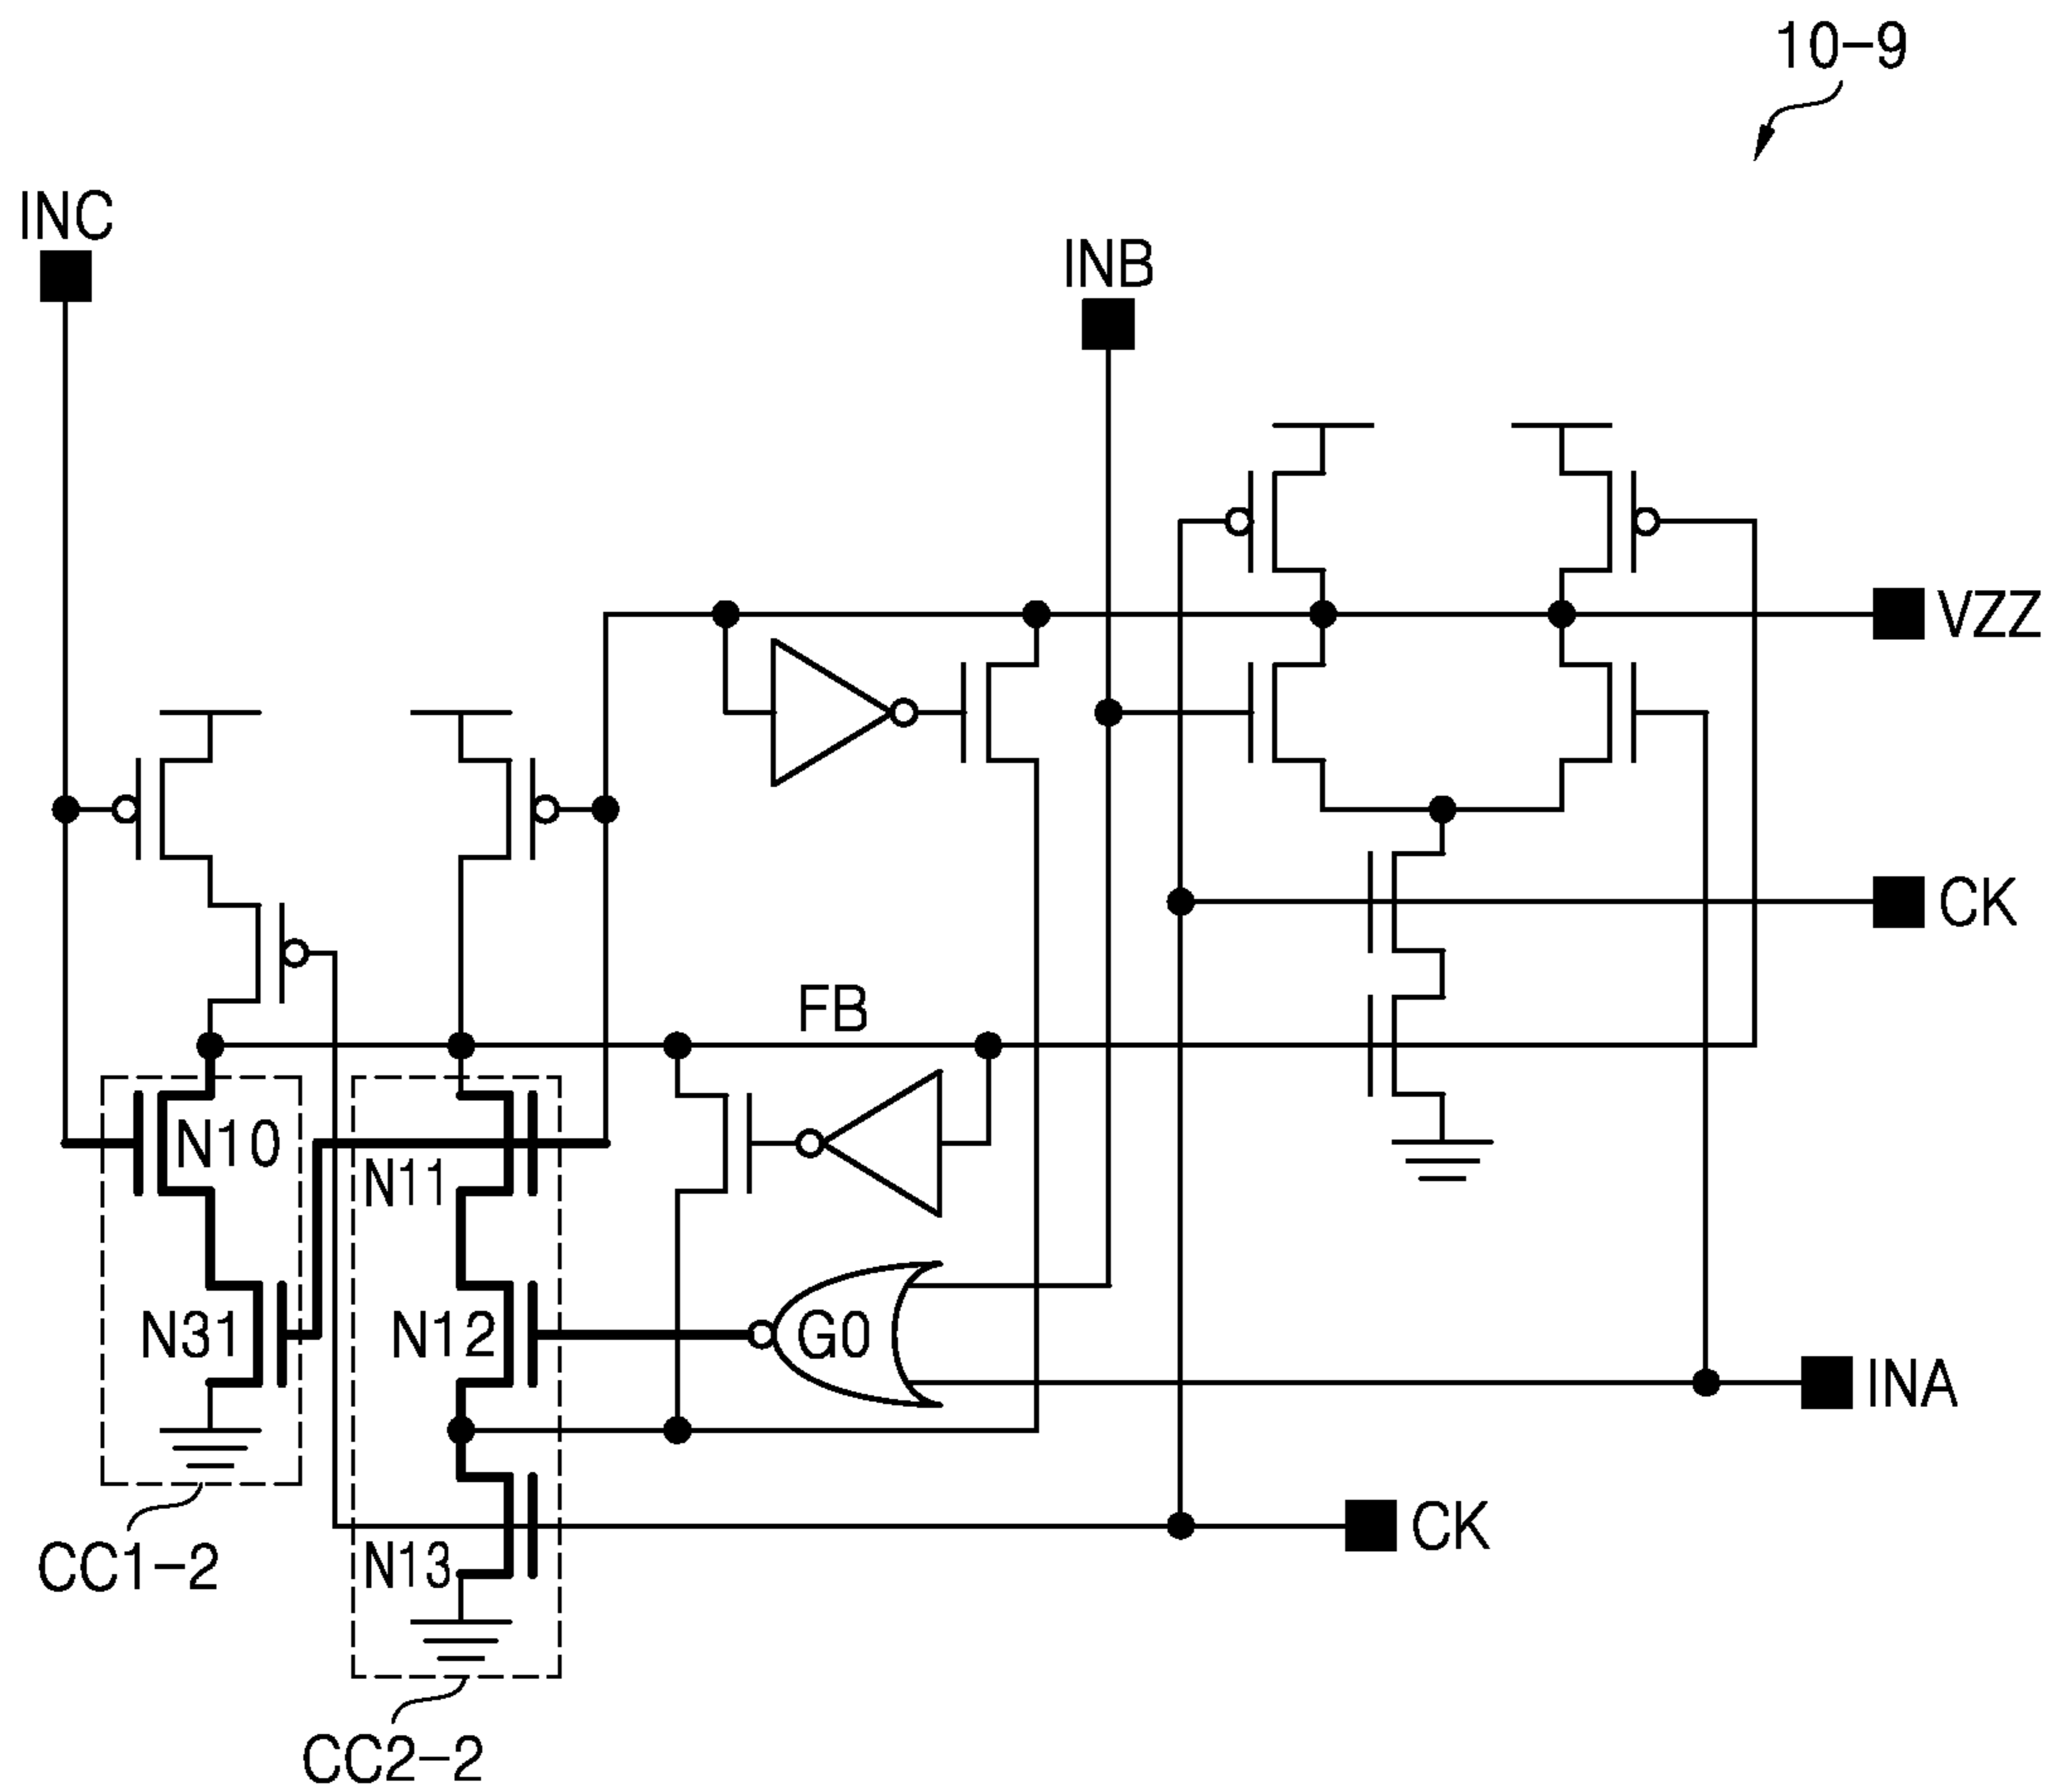 10-9
INC
INB
VZZ
CK
FB
N10
N11
N31
N12
G0
INA
CK
N13
CC1-2
CC2-2